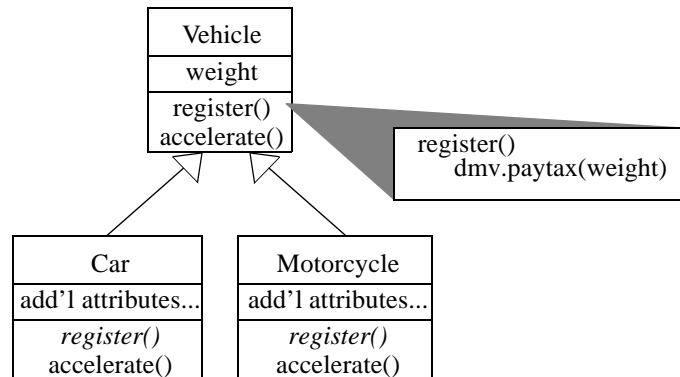 Vehicle
weight
register()
accelerate()
register()
dmv.paytax(weight)
Car
add'l attributes...
register()
accelerate()
Motorcycle
add'l attributes...
register()
accelerate()